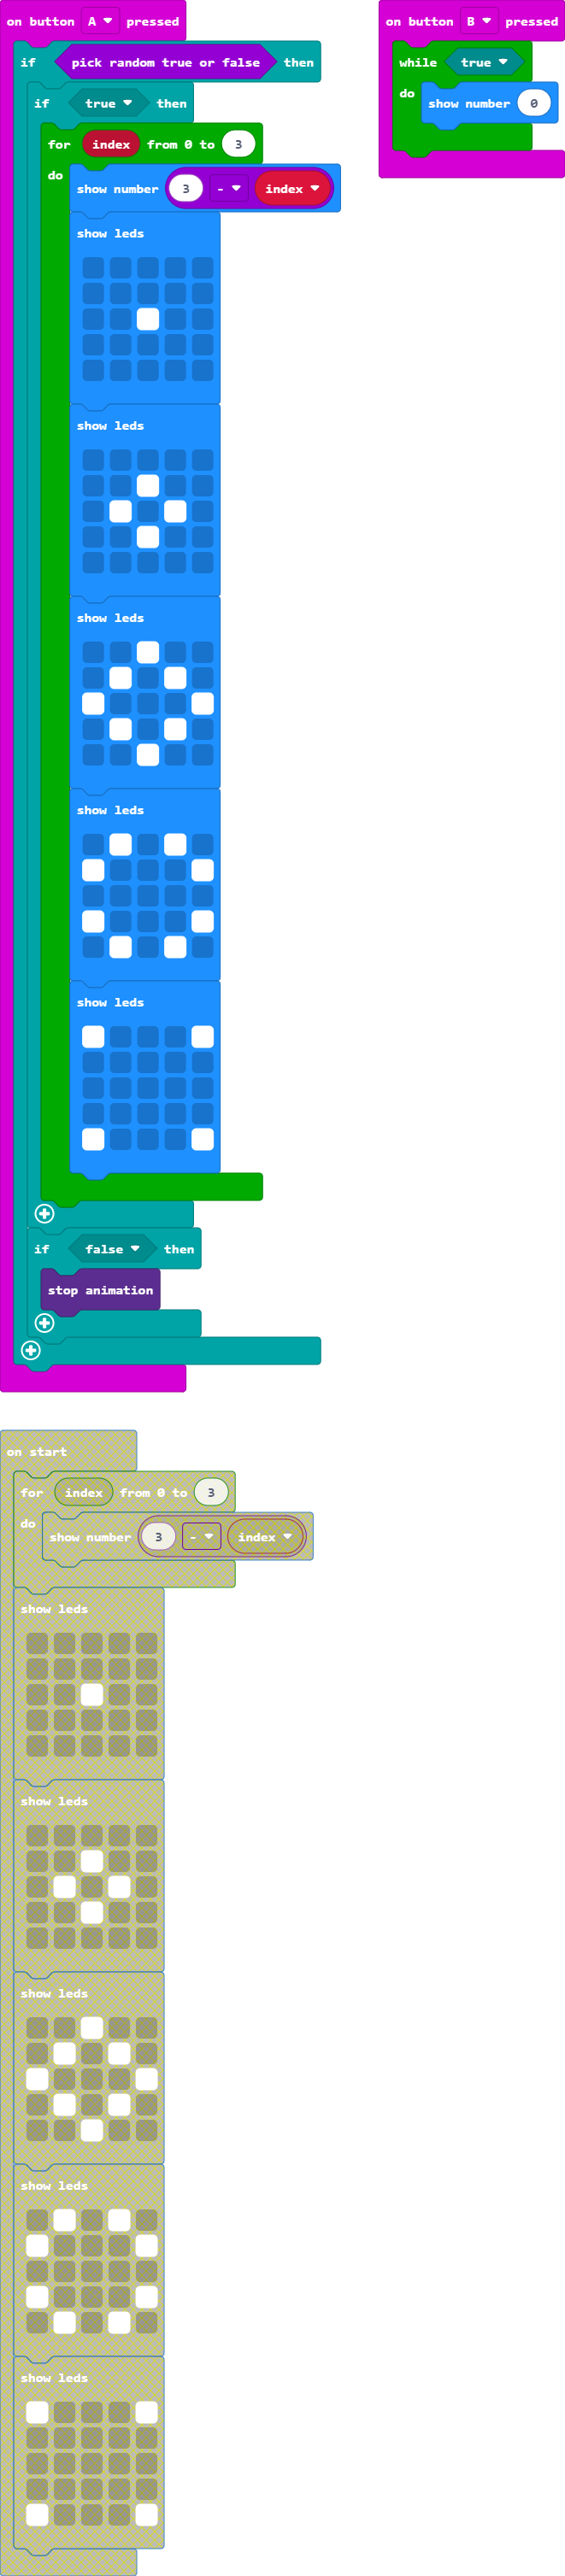 on button A pressed
if pick random true or false then
if true then
for index from 0 to 3
do show number 3 - index
show leds
show leds
show leds
show leds
show leds
if false then
stop animation
on button B pressed
while true
do show number 0
on start
for index from 0 to 3
do show number 3 - index
show leds
show leds
show leds
show leds
show leds